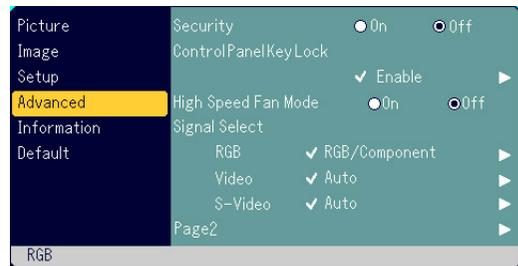 Picture
Image
Setup
Advanced
Information
Default
Security On Off
ControlPanelKeyLock
Enable
High Speed Fan Mode On Off
Signal Select
RGB RGB/Component
Video Auto
S-Video Auto
Page2
RGB